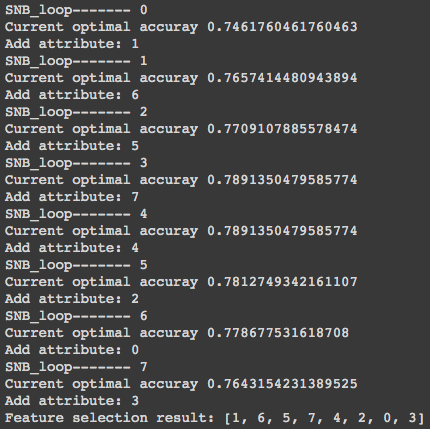 SNB_loop------- 0
Current optimal accuray 0.7461760461760463
Add attribute: 1
SNB_loop------- 1
Current optimal accuray 0.7657414480943894
Add attribute: 6
SNB_loop------- 2
Current optimal accuray 0.7709107885578474
Add attribute: 5
SNB_loop------- 3
Current optimal accuray 0.7891350479585774
Add attribute: 7
SNB_loop------- 4
Current optimal accuray 0.7891350479585774
Add attribute: 4
SNB_loop------- 5
Current optimal accuray 0.7812749342161107
Add attribute: 2
SNB_loop------- 6
Current optimal accuray 0.778677531618708
Add attribute: 0
SNB_loop------- 7
Current optimal accuray 0.7643154231389525
Add attribute: 3
Feature selection result: [1, 6, 5, 7, 4, 2, 0, 3]